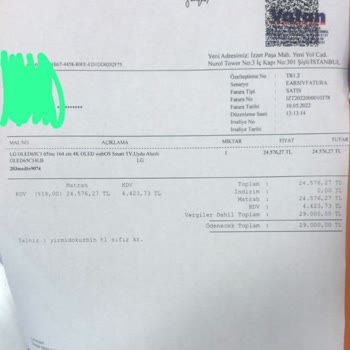 Vatan
Yeni Adresimiz: İzzet Paşa Mah. Yeni Yol Cad.
Nurol Tower No:3 İç Kapı No:301 Şişli/İSTANBUL
Özelleştirme No : TR1.2
Senaryo : EARSIVFATURA
Fatura Tipi : SATIS
Fatura No :
Fatura Tarihi : 10.05.2022
Düzenleme Saati : 13:13:14
İrsaliye No :
İrsaliye Tarihi :
MAL NO AÇIKLAMA MİKTAR FİYAT TUTAR
LG 65inc 164 cm 4K OLED webOS Smart TV,Uydu Alıcılı 1 24.576,27 TL 24.576,27 TL
LG
Matrah KDV
KDV (%18,00) 24.576,27 TL 4.423,73 TL
Toplam : 24.576,27 TL
İndirim : 0,00 TL
Matrah : 24.576,27 TL
KDV : 4.423,73 TL
Vergiler Dahil Toplam : 29.000,00 TL
Ödenecek Toplam : 29.000,00 TL
Yalnız : yirmidokuzbin tl sıfır kr.